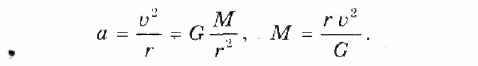 a = v²/r = G M/r², M = r v²/G.